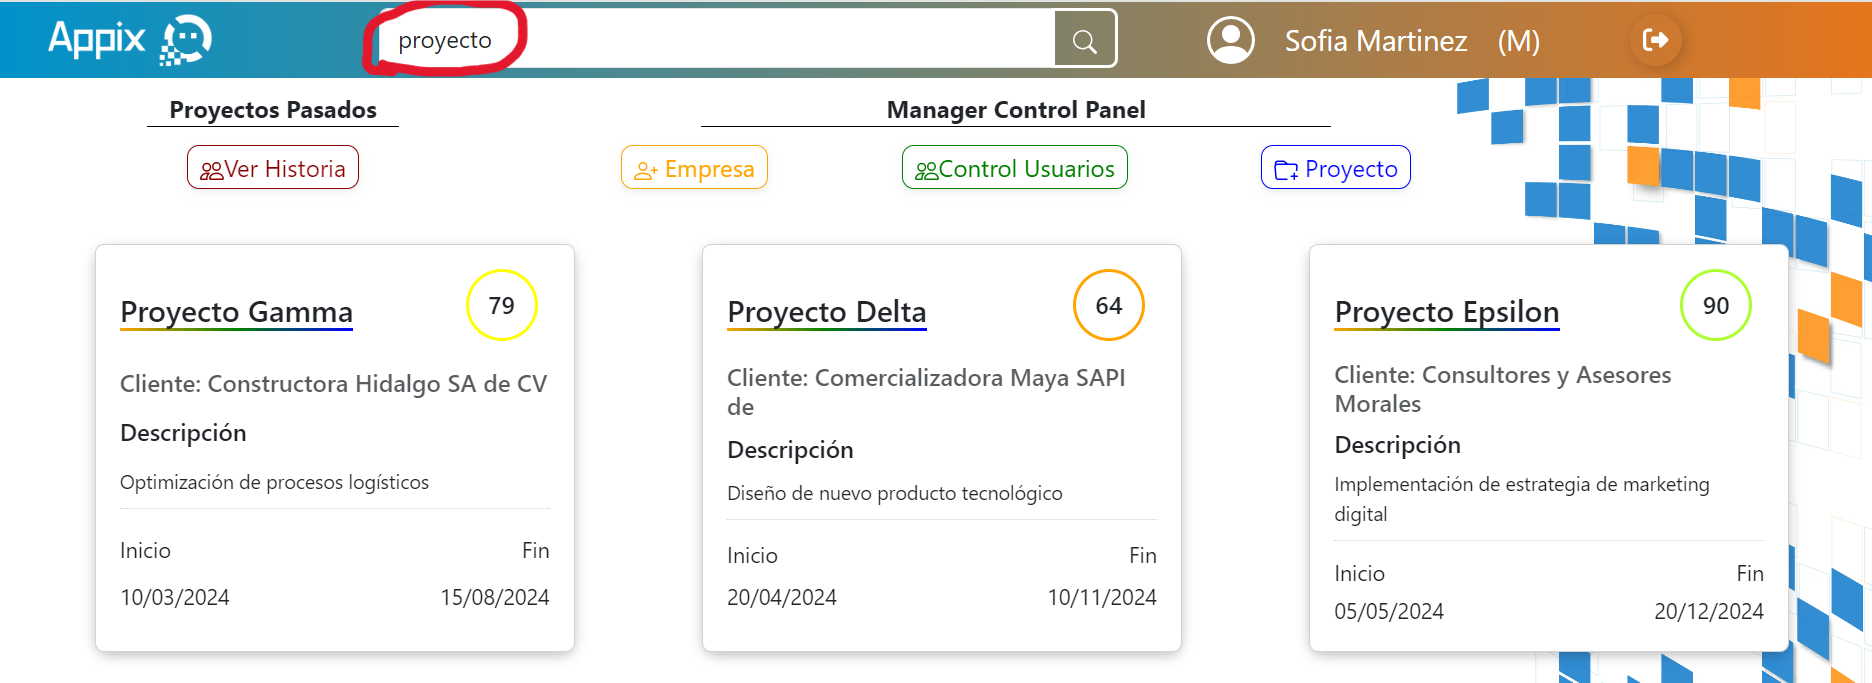 Appix
proyecto
Sofia Martinez (M)
Proyectos Pasados
Manager Control Panel
Ver Historia
Empresa
Control Usuarios
Proyecto
Proyecto Gamma
79
Cliente: Constructora Hidalgo SA de CV
Descripción
Optimización de procesos logísticos
Inicio Fin
10/03/2024 15/08/2024
Proyecto Delta
64
Cliente: Comercializadora Maya SAPI
de
Descripción
Diseño de nuevo producto tecnológico
Inicio Fin
20/04/2024 10/11/2024
Proyecto Epsilon
90
Cliente: Consultores y Asesores
Morales
Descripción
Implementación de estrategia de marketing
digital
Inicio Fin
05/05/2024 20/12/2024